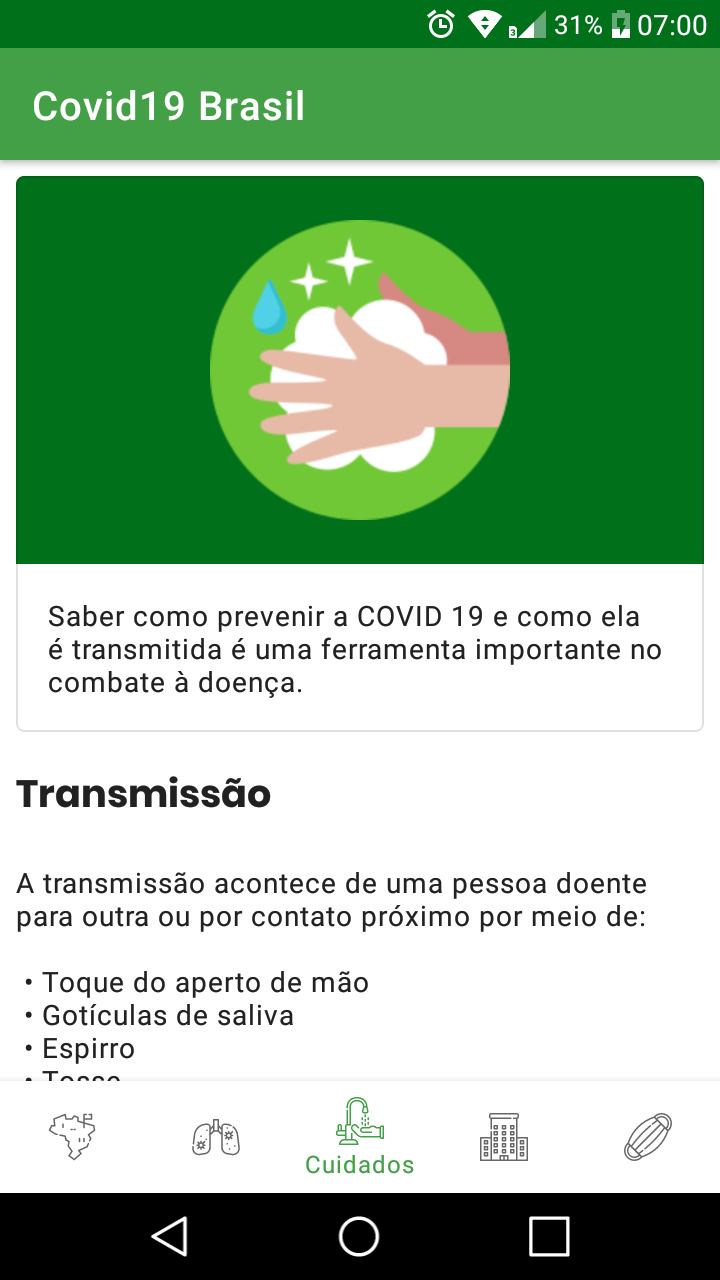 31% 07:00
Covid19 Brasil
Saber como prevenir a COVID 19 e como ela
é transmitida é uma ferramenta importante no
combate à doença.
Transmissão
A transmissão acontece de uma pessoa doente
para outra ou por contato próximo por meio de:
• Toque do aperto de mão
• Gotículas de saliva
• Espirro
• Tosse
Cuidados